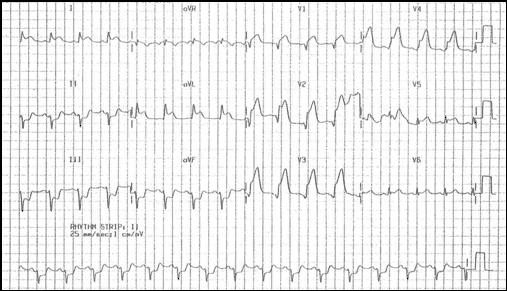 I aVR V1 V4
II aVL V2 V5
III aVF V3 V6
RHYTHM STRIP: II
25 mm/sec;1 cm/mV